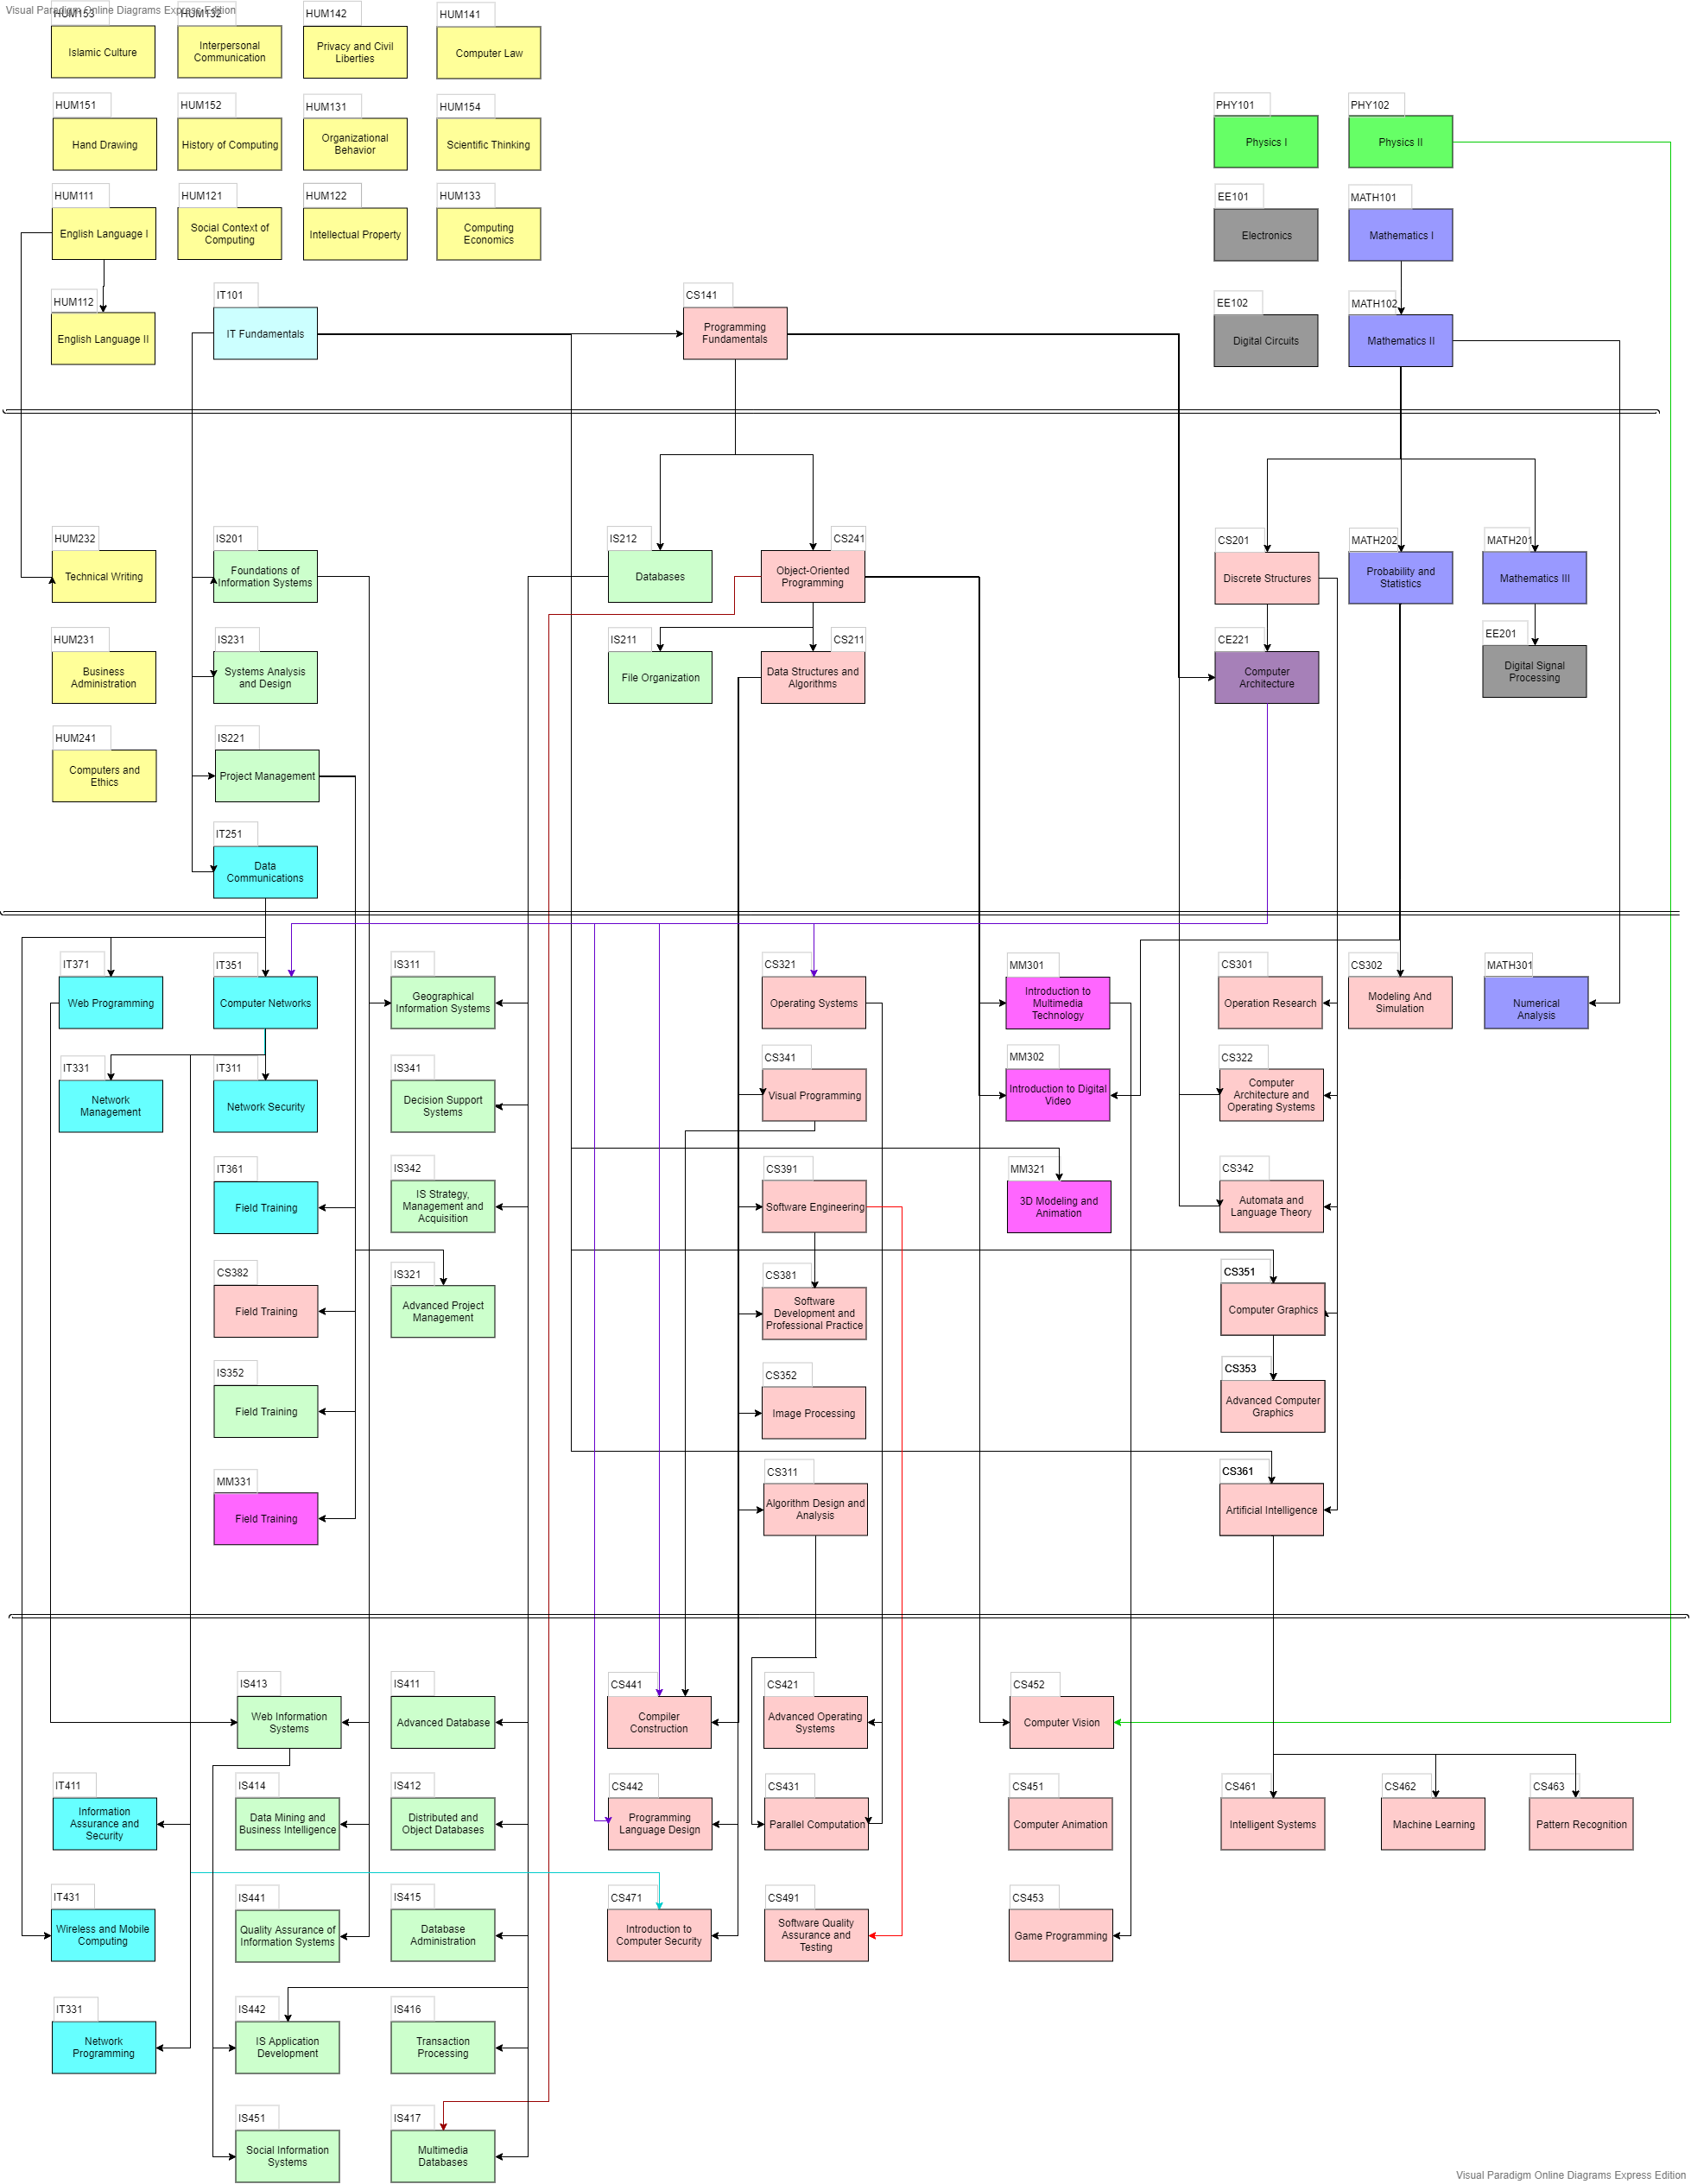 Visual Paradigm Online Diagrams Express Edition
HUM153
Islamic Culture
HUM132
Interpersonal
Communication
HUM142
Privacy and Civil
Liberties
HUM141
Computer Law
HUM151
Hand Drawing
HUM152
History of Computing
HUM131
Organizational
Behavior
HUM154
Scientific Thinking
PHY101
Physics I
PHY102
Physics II
HUM111
English Language I
HUM121
Social Context of
Computing
HUM122
Intellectual Property
HUM133
Computing
Economics
EE101
Electronics
MATH101
Mathematics I
HUM112
English Language II
IT101
IT Fundamentals
CS141
Programming
Fundamentals
EE102
Digital Circuits
MATH102
Mathematics II
HUM232
Technical Writing
IS201
Foundations of
Information Systems
IS212
Databases
CS241
Object-Oriented
Programming
CS201
Discrete Structures
MATH202
Probability and
Statistics
MATH201
Mathematics III
HUM231
Business
Administration
IS231
Systems Analysis
and Design
IS211
File Organization
CS211
Data Structures and
Algorithms
CE221
Computer
Architecture
EE201
Digital Signal
Processing
HUM241
Computers and
Ethics
IS221
Project Management
IT251
Data
Communications
IT371
Web Programming
IT351
Computer Networks
IS311
Geographical
Information Systems
CS321
Operating Systems
MM301
Introduction to
Multimedia
Technology
CS301
Operation Research
CS302
Modeling And
Simulation
MATH301
Numerical
Analysis
IT331
Network
Management
IT311
Network Security
IS341
Decision Support
Systems
CS341
Visual Programming
MM302
Introduction to Digital
Video
CS322
Computer
Architecture and
Operating Systems
IT361
Field Training
IS342
IS Strategy,
Management and
Acquisition
CS391
Software Engineering
MM321
3D Modeling and
Animation
CS342
Automata and
Language Theory
CS382
Field Training
IS321
Advanced Project
Management
CS381
Software
Development and
Professional Practice
CS351
Computer Graphics
IS352
Field Training
CS352
Image Processing
CS353
Advanced Computer
Graphics
MM331
Field Training
CS311
Algorithm Design and
Analysis
CS361
Artificial Intelligence
IS413
Web Information
Systems
IS411
Advanced Database
CS441
Compiler
Construction
CS421
Advanced Operating
Systems
CS452
Computer Vision
IT411
Information
Assurance and
Security
IS414
Data Mining and
Business Intelligence
IS412
Distributed and
Object Databases
CS442
Programming
Language Design
CS431
Parallel Computation
CS451
Computer Animation
CS461
Intelligent Systems
CS462
Machine Learning
CS463
Pattern Recognition
IT431
Wireless and Mobile
Computing
IS441
Quality Assurance of
Information Systems
IS415
Database
Administration
CS471
Introduction to
Computer Security
CS491
Software Quality
Assurance and
Testing
CS453
Game Programming
IT331
Network
Programming
IS442
IS Application
Development
IS416
Transaction
Processing
IS451
Social Information
Systems
IS417
Multimedia
Databases
Visual Paradigm Online Diagrams Express Edition